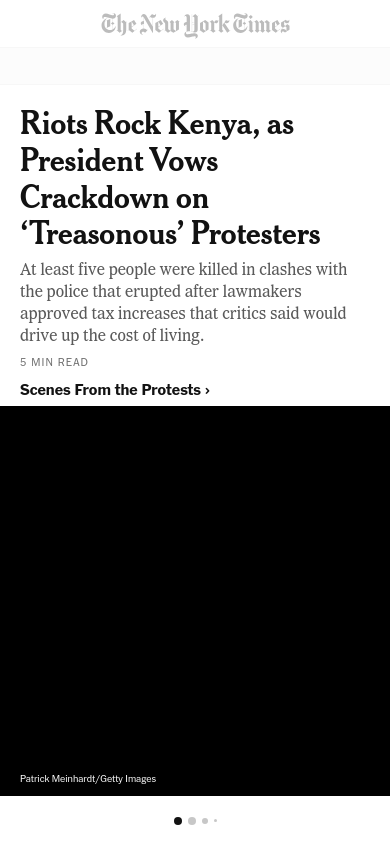 The New York Times
Riots Rock Kenya, as
President Vows
Crackdown on
‘Treasonous’ Protesters
At least five people were killed in clashes with
the police that erupted after lawmakers
approved tax increases that critics said would
drive up the cost of living.
5 MIN READ
Scenes From the Protests ›
Patrick Meinhardt/Getty Images